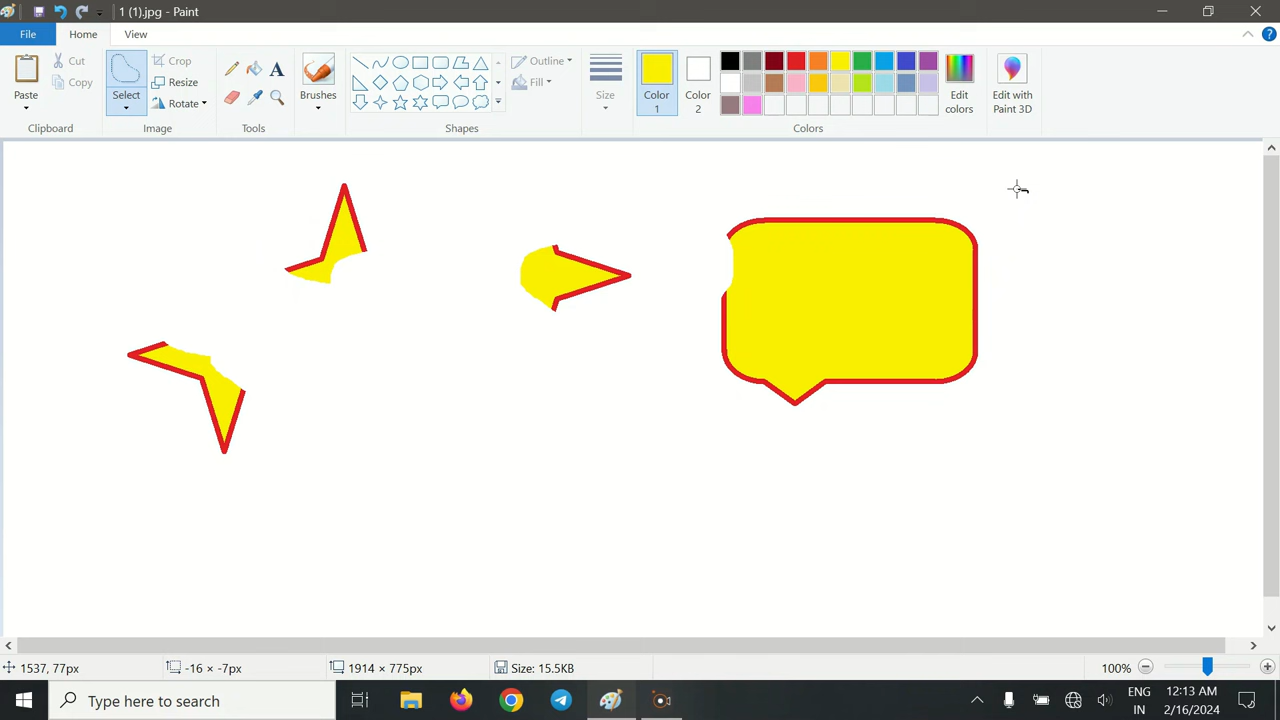 1 (1).jpg - Paint
File
Home
View
Paste
Cut
Copy
Clipboard
Select
Crop
Resize
Rotate
Image
Tools
Brushes
Shapes
Outline
Fill
Size
Color 1
Color 2
Edit colors
Colors
Edit with Paint 3D
1537, 77px
-16 × -7px
1914 × 775px
Size: 15.5KB
100%
Type here to search
ENG
IN
12:13 AM
2/16/2024